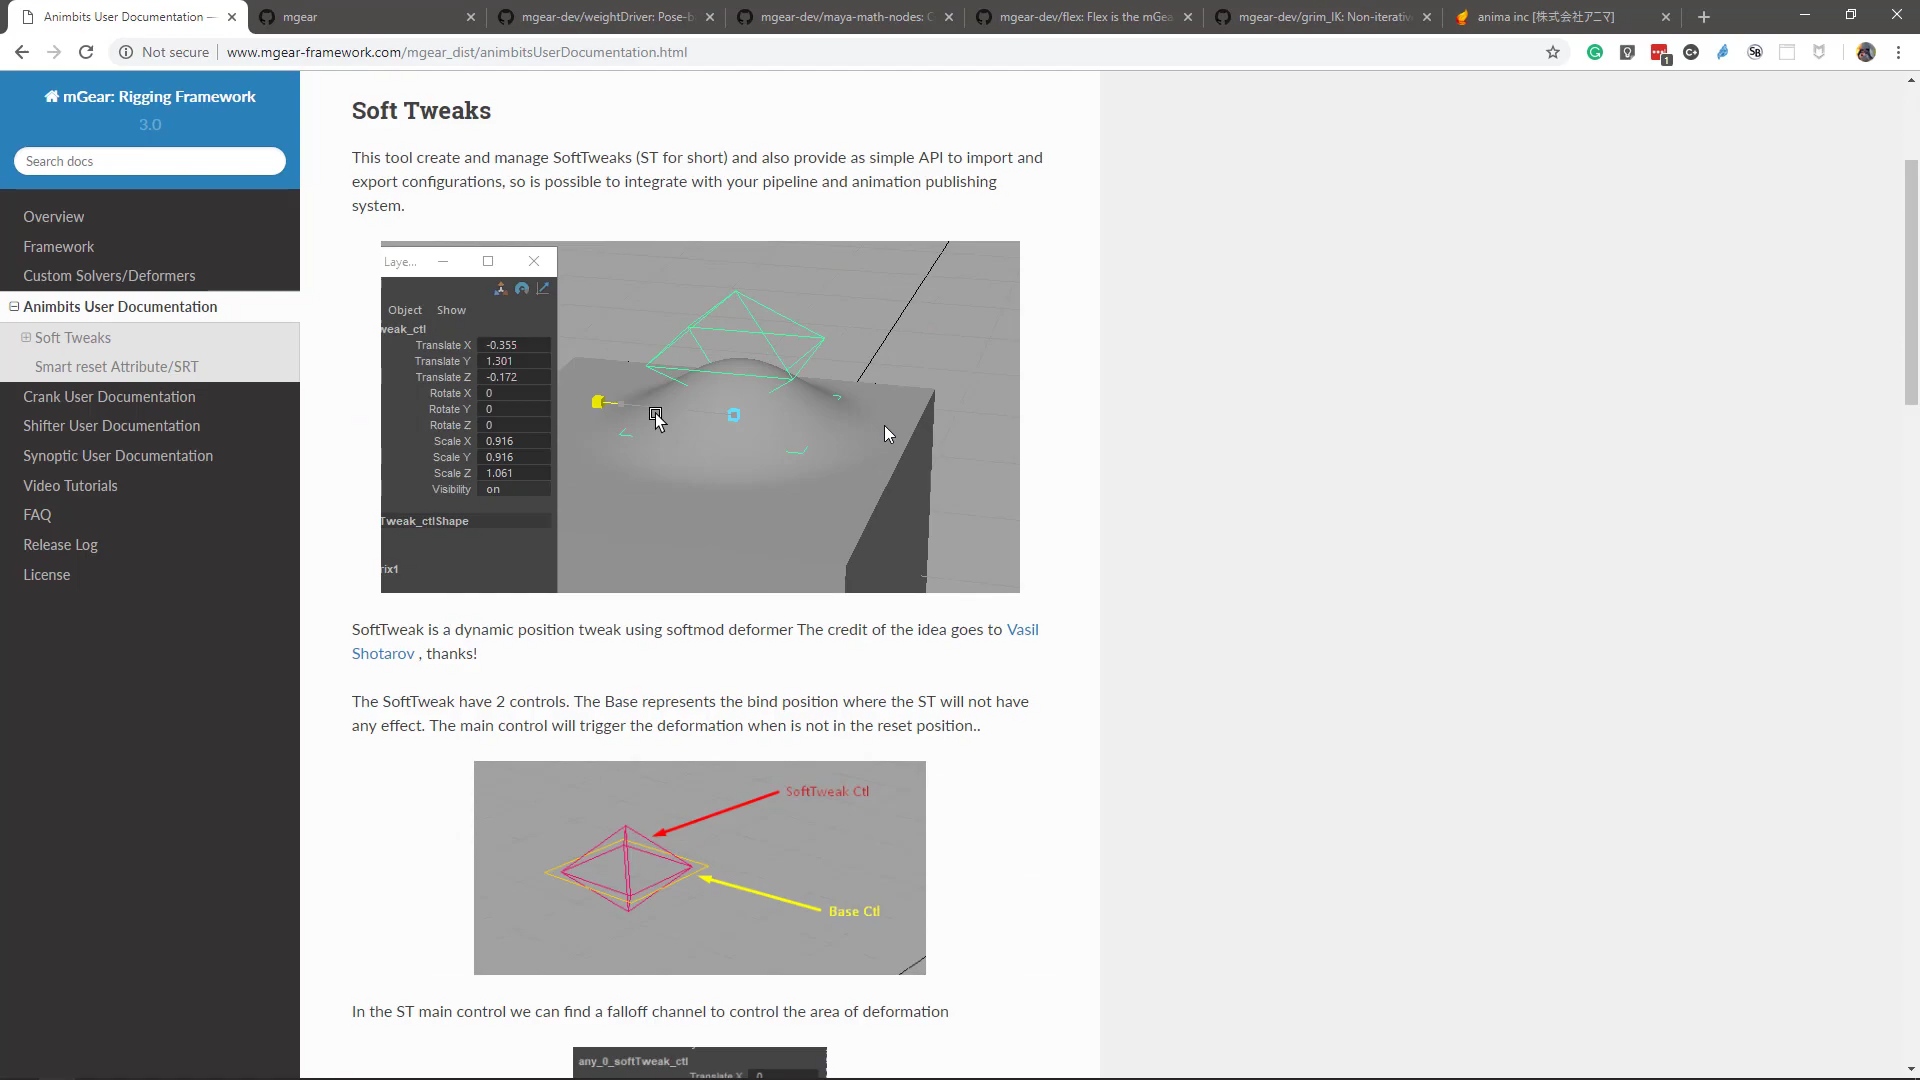 Animbits User Documentation —
mgear
mgear-dev/weightDriver: Pose-b
mgear-dev/maya-math-nodes: C
mgear-dev/flex: Flex is the mGea
mgear-dev/grim_IK: Non-iterativ
anima inc [株式会社アニマ]
Not secure
www.mgear-framework.com/mgear_dist/animbitsUserDocumentation.html
mGear: Rigging Framework
3.0
Search docs
Overview
Framework
Custom Solvers/Deformers
Animbits User Documentation
Soft Tweaks
Smart reset Attribute/SRT
Crank User Documentation
Shifter User Documentation
Synoptic User Documentation
Video Tutorials
FAQ
Release Log
License
Soft Tweaks
This tool create and manage SoftTweaks (ST for short) and also provide as simple API to import and
export configurations, so is possible to integrate with your pipeline and animation publishing
system.
Laye...
Object Show
weak_ctl
Translate X -0.355
Translate Y 1.301
Translate Z -0.172
Rotate X 0
Rotate Y 0
Rotate Z 0
Scale X 0.916
Scale Y 0.916
Scale Z 1.061
Visibility on
Tweak_ctlShape
rix1
SoftTweak is a dynamic position tweak using softmod deformer The credit of the idea goes to Vasil
Shotarov , thanks!
The SoftTweak have 2 controls. The Base represents the bind position where the ST will not have
any effect. The main control will trigger the deformation when is not in the reset position..
SoftTweak Ctl
Base Ctl
In the ST main control we can find a falloff channel to control the area of deformation
any_0_softTweak_ctl
Translate X 0